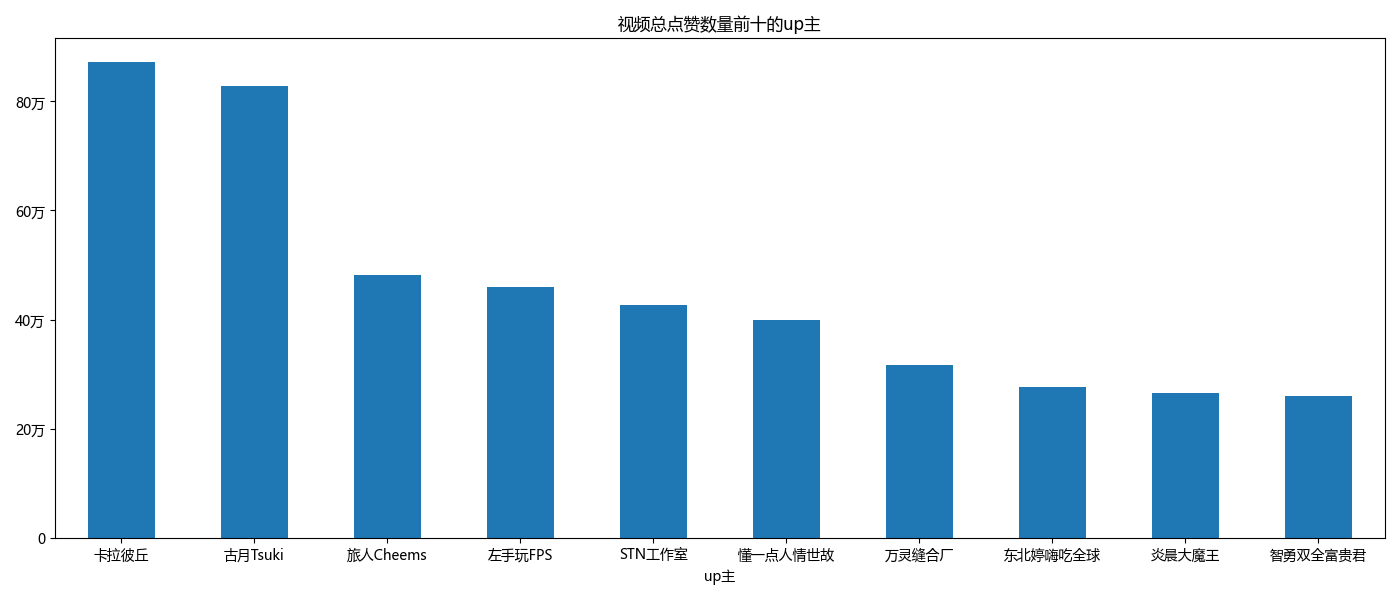 视频总点赞数量前十的up主
80万
60万
40万
20万
0
卡拉彼丘
古月Tsuki
旅人Cheems
左手玩FPS
STN工作室
懂一点人情世故
万灵缝合厂
东北婷嗨吃全球
炎晨大魔王
智勇双全富贵君
up主